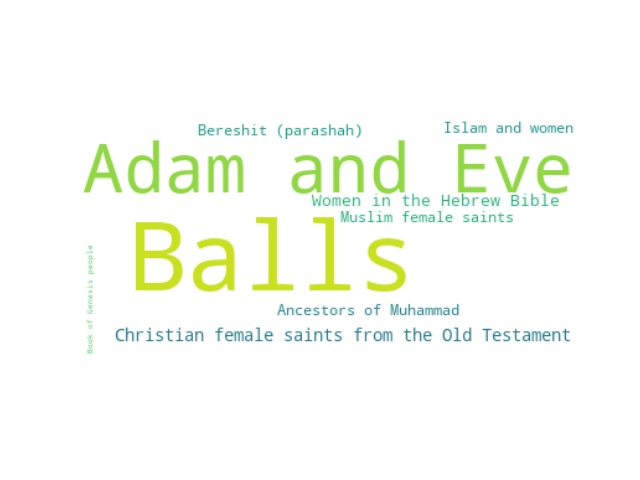 Bereshit (parashah)
Islam and women
Adam and Eve
Women in the Hebrew Bible
Muslim female saints
Balls
Book of Genesis people
Ancestors of Muhammad
Christian female saints from the Old Testament